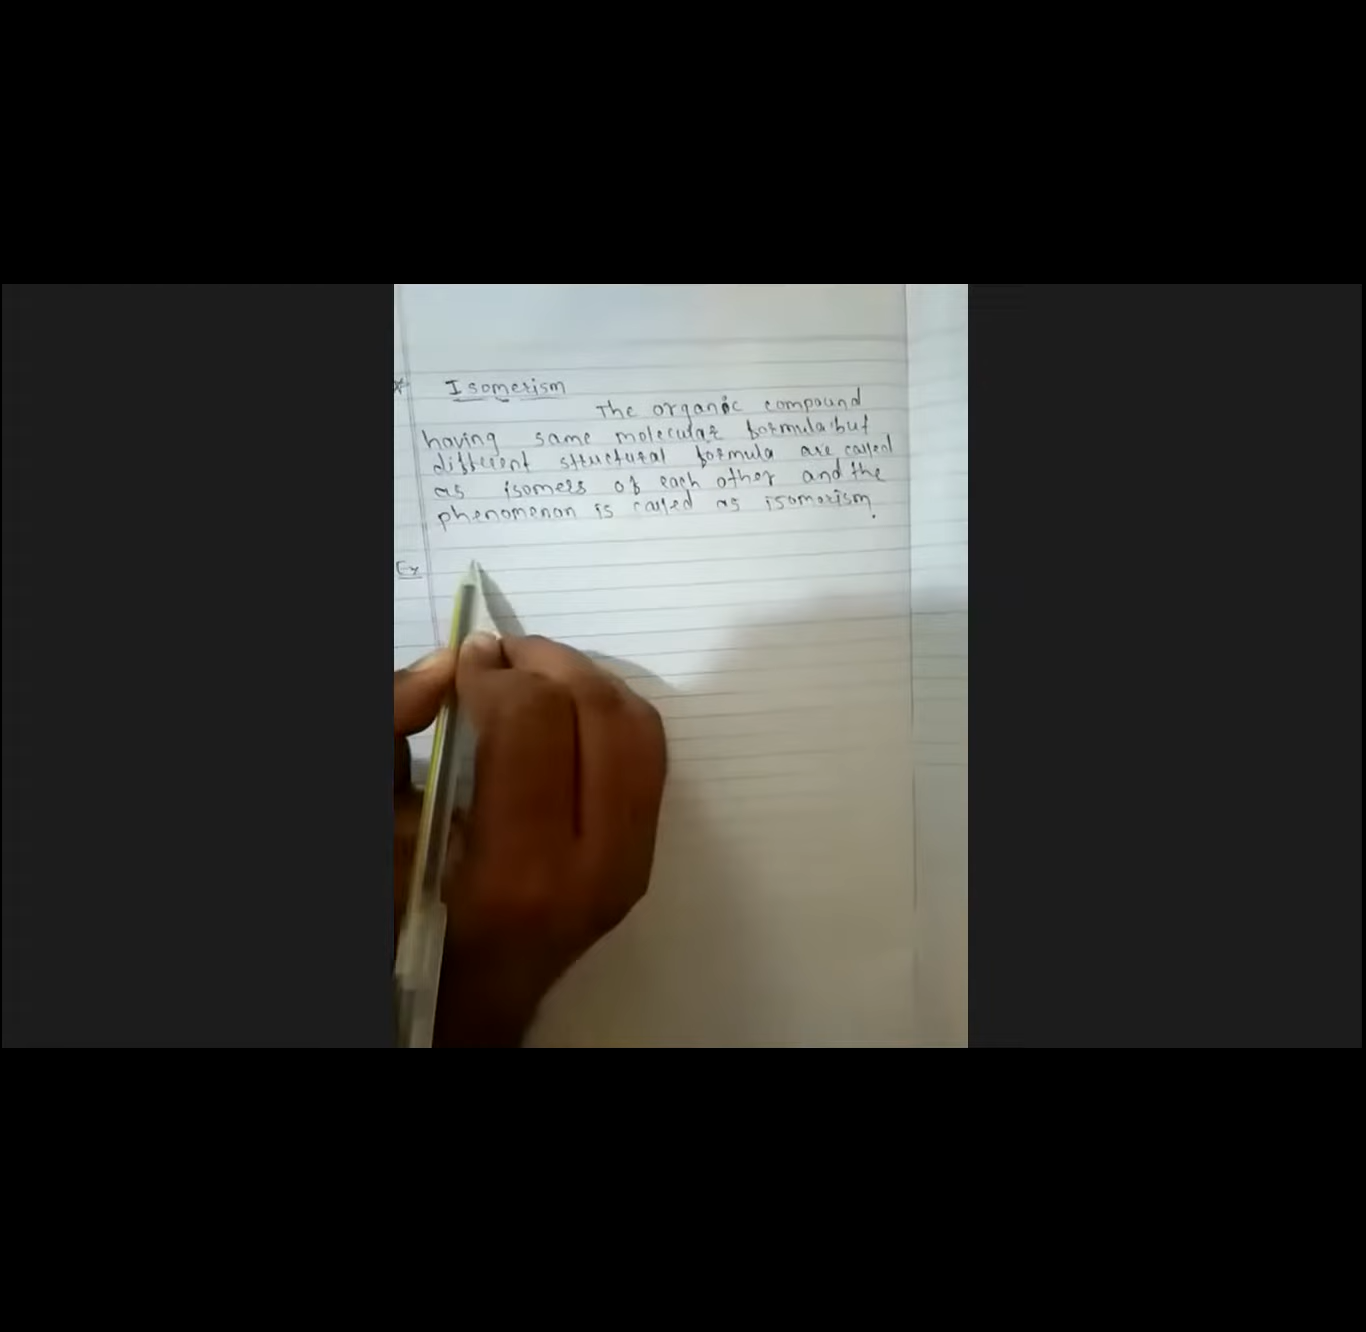 * Isomerism
The organic compound
having same molecular formula but
different structural formula are called
as isomers of each other and the
phenomenon is called as isomerism.
Ex